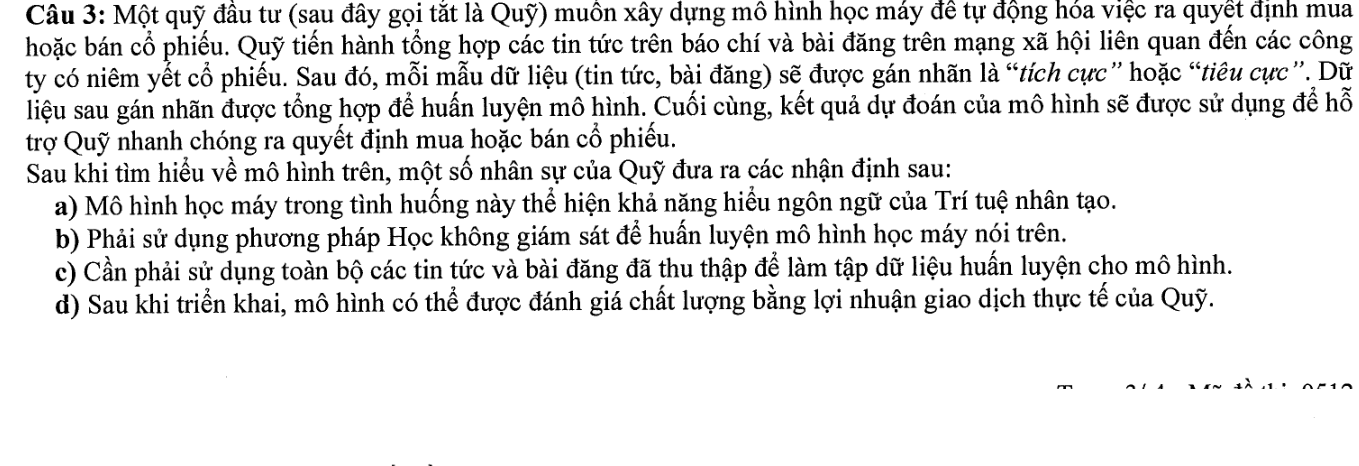 Câu 3: Một quỹ đầu tư (sau đây gọi tắt là Quỹ) muốn xây dựng mô hình học máy để tự động hóa việc ra quyết định mua
hoặc bán cổ phiếu. Quỹ tiến hành tổng hợp các tin tức trên báo chí và bài đăng trên mạng xã hội liên quan đến các công
ty có niêm yết cổ phiếu. Sau đó, mỗi mẫu dữ liệu (tin tức, bài đăng) sẽ được gán nhãn là “tích cực” hoặc “tiêu cực”. Dữ
liệu sau gán nhãn được tổng hợp để huấn luyện mô hình. Cuối cùng, kết quả dự đoán của mô hình sẽ được sử dụng để hỗ
trợ Quỹ nhanh chóng ra quyết định mua hoặc bán cổ phiếu.
Sau khi tìm hiểu về mô hình trên, một số nhân sự của Quỹ đưa ra các nhận định sau:
a) Mô hình học máy trong tình huống này thể hiện khả năng hiểu ngôn ngữ của Trí tuệ nhân tạo.
b) Phải sử dụng phương pháp Học không giám sát để huấn luyện mô hình học máy nói trên.
c) Cần phải sử dụng toàn bộ các tin tức và bài đăng đã thu thập để làm tập dữ liệu huấn luyện cho mô hình.
d) Sau khi triển khai, mô hình có thể được đánh giá chất lượng bằng lợi nhuận giao dịch thực tế của Quỹ.